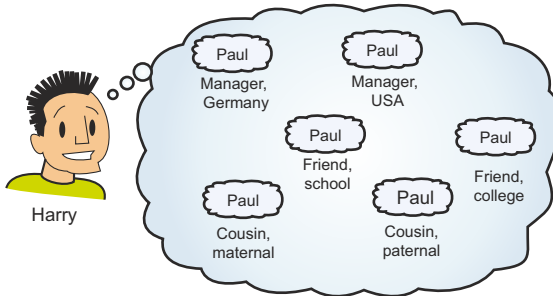 Paul
Manager,
Germany
Paul
Manager,
USA
Paul
Friend,
school
Paul
Friend,
college
Paul
Cousin,
maternal
Paul
Cousin,
paternal
Harry